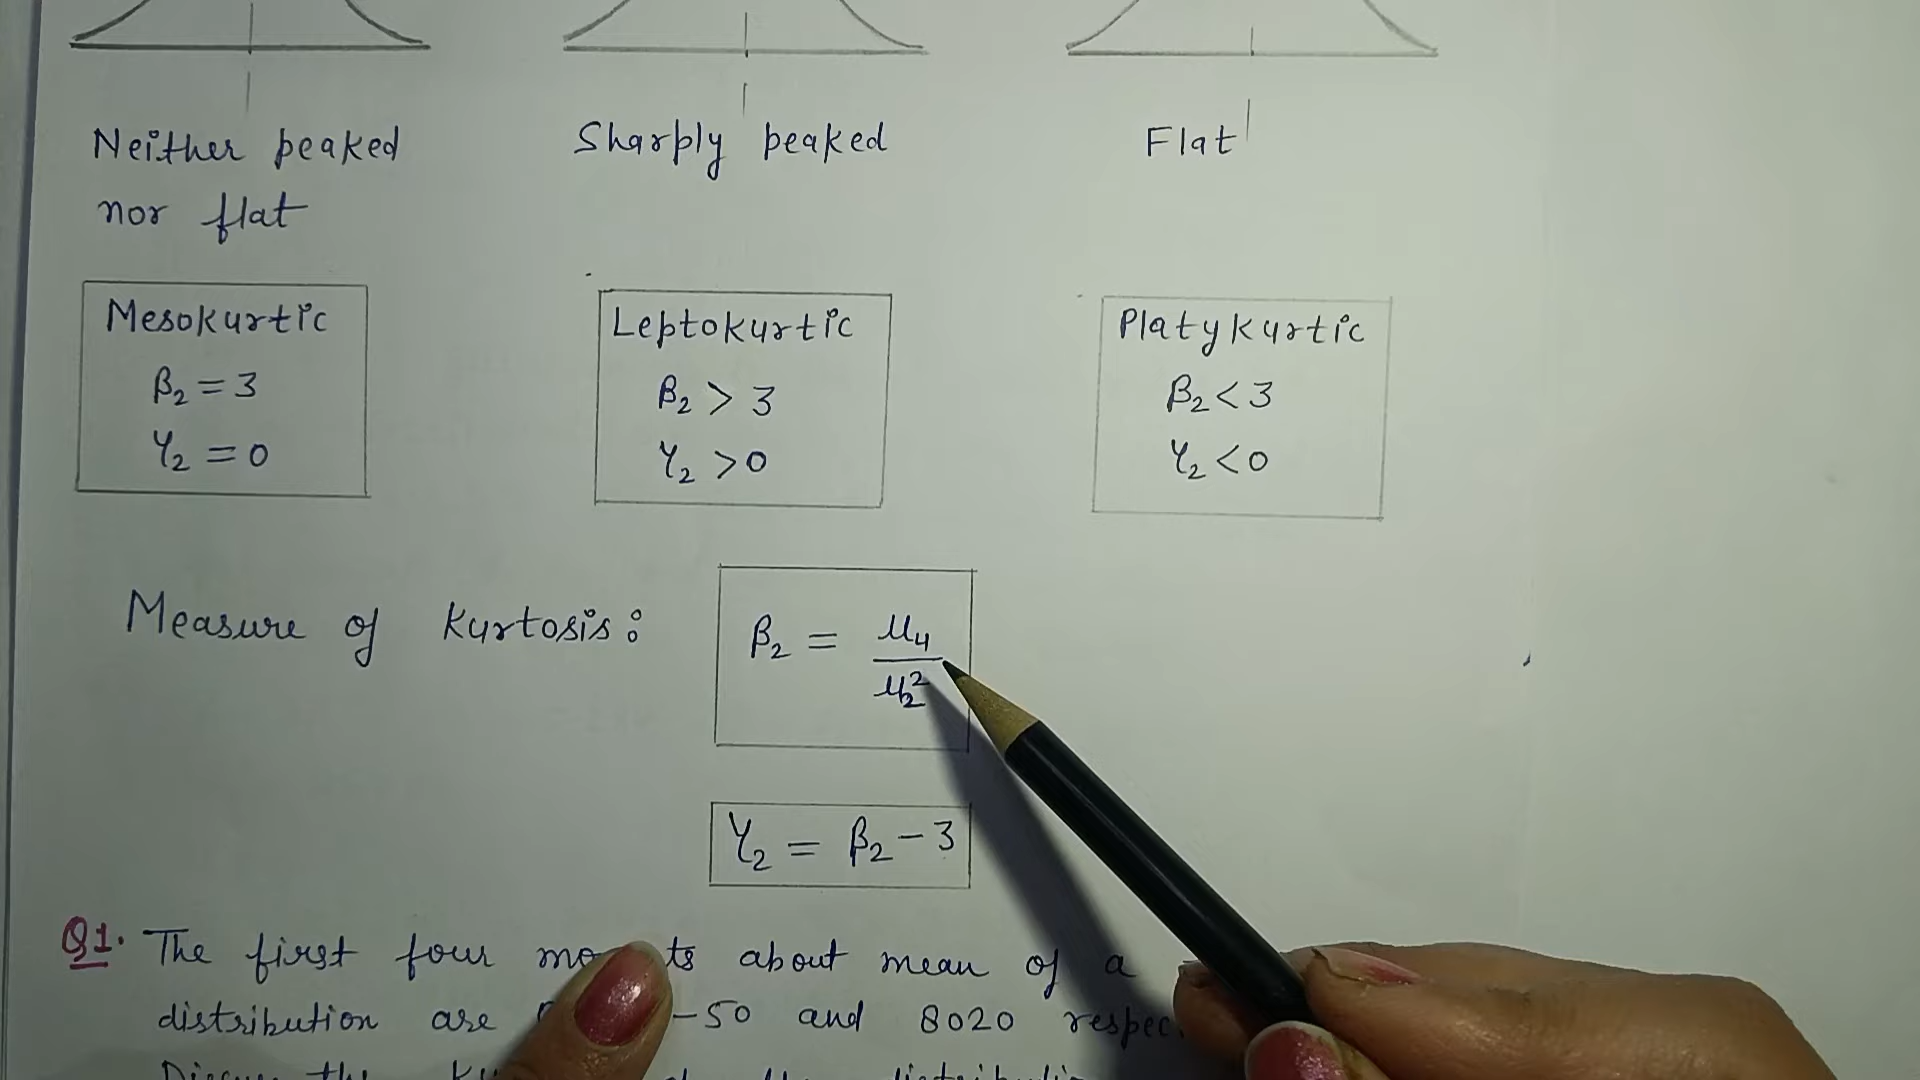 Neither peaked Sharply peaked Flat
nor flat
Mesokurtic Leptokurtic Platykurtic
β₂ = 3 β₂ > 3 β₂ < 3
γ₂ = 0 γ₂ > 0 γ₂ < 0
Measure of Kurtosis: β₂ = μ₄ / μ₂²
γ₂ = β₂ - 3
Q1. The first four about mean of a
distribution are -50 and 8020
the